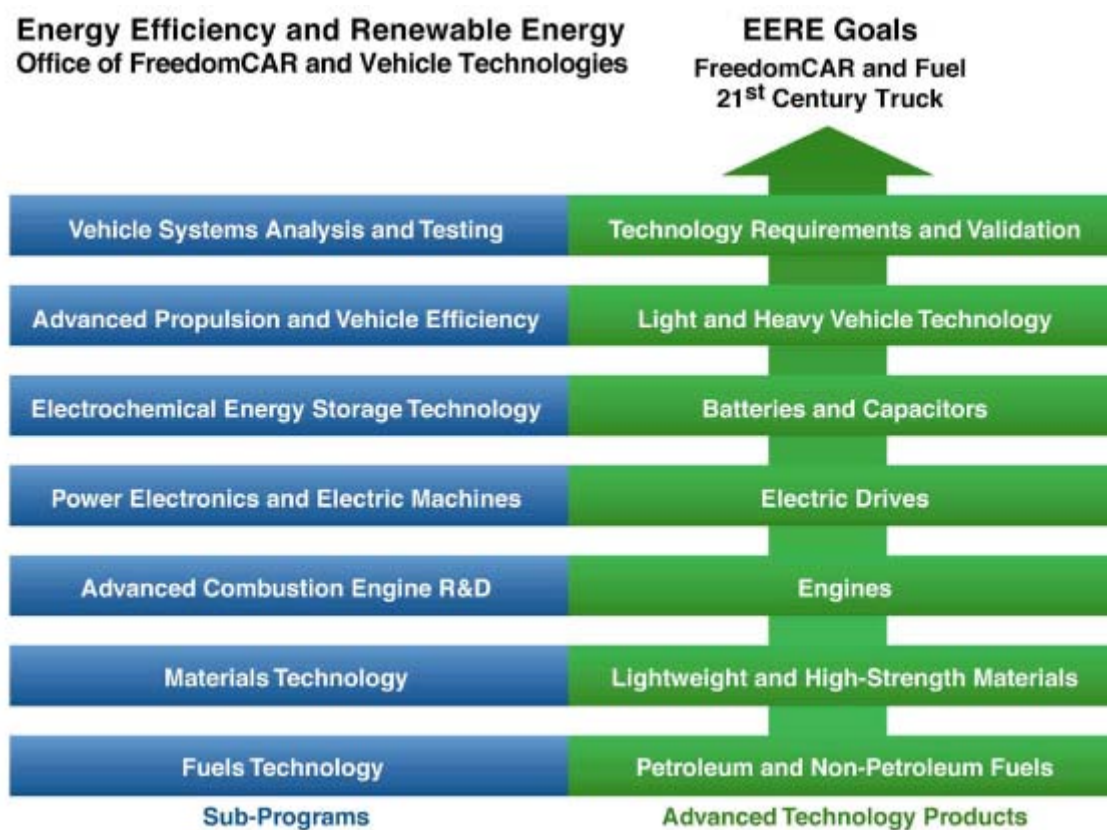 Energy Efficiency and Renewable Energy
Office of FreedomCAR and Vehicle Technologies
EERE Goals
FreedomCAR and Fuel
21st Century Truck
Vehicle Systems Analysis and Testing
Technology Requirements and Validation
Advanced Propulsion and Vehicle Efficiency
Light and Heavy Vehicle Technology
Electrochemical Energy Storage Technology
Batteries and Capacitors
Power Electronics and Electric Machines
Electric Drives
Advanced Combustion Engine R&D
Engines
Materials Technology
Lightweight and High-Strength Materials
Fuels Technology
Petroleum and Non-Petroleum Fuels
Sub-Programs
Advanced Technology Products